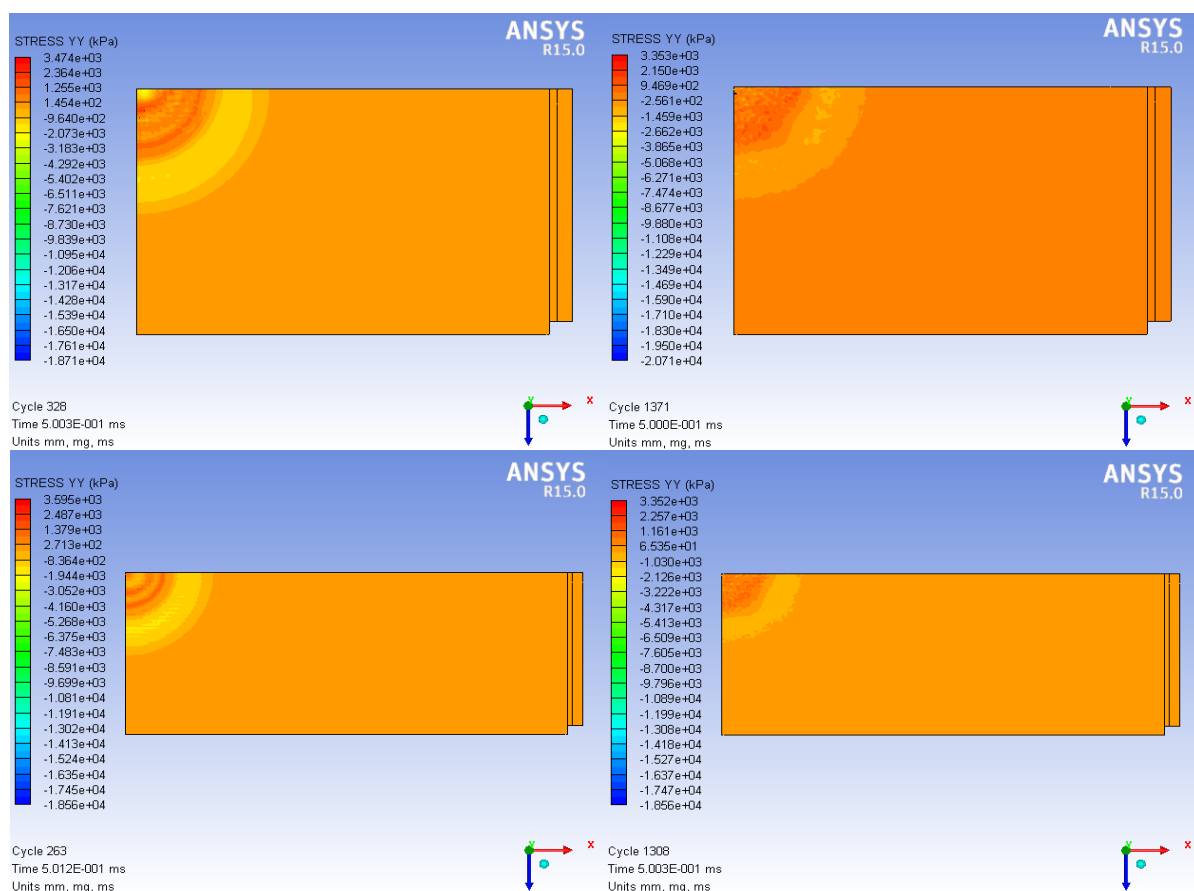 ANSYS
R15.0
STRESS YY (kPa)
3.474e+03
2.364e+03
1.255e+03
1.454e+02
-9.640e+02
-2.073e+03
-3.183e+03
-4.292e+03
-5.402e+03
-6.511e+03
-7.621e+03
-8.730e+03
-9.839e+03
-1.095e+04
-1.206e+04
-1.317e+04
-1.428e+04
-1.539e+04
-1.650e+04
-1.761e+04
-1.871e+04
Cycle 328
Time 5.003E-001 ms
Units mm, mg, ms
Y
X
ANSYS
R15.0
STRESS YY (kPa)
3.353e+03
2.150e+03
9.469e+02
-2.561e+02
-1.459e+03
-2.662e+03
-3.865e+03
-5.068e+03
-6.271e+03
-7.474e+03
-8.677e+03
-9.880e+03
-1.108e+04
-1.229e+04
-1.349e+04
-1.469e+04
-1.590e+04
-1.710e+04
-1.830e+04
-1.950e+04
-2.071e+04
Cycle 1371
Time 5.000E-001 ms
Units mm, mg, ms
Y
X
ANSYS
R15.0
STRESS YY (kPa)
3.595e+03
2.487e+03
1.379e+03
2.713e+02
-8.364e+02
-1.944e+03
-3.052e+03
-4.160e+03
-5.268e+03
-6.375e+03
-7.483e+03
-8.591e+03
-9.699e+03
-1.081e+04
-1.191e+04
-1.302e+04
-1.413e+04
-1.524e+04
-1.635e+04
-1.745e+04
-1.856e+04
Cycle 263
Time 5.012E-001 ms
Units mm, mg, ms
Y
X
ANSYS
R15.0
STRESS YY (kPa)
3.352e+03
2.257e+03
1.161e+03
6.535e+01
-1.030e+03
-2.126e+03
-3.222e+03
-4.317e+03
-5.413e+03
-6.509e+03
-7.605e+03
-8.700e+03
-9.796e+03
-1.089e+04
-1.199e+04
-1.308e+04
-1.418e+04
-1.527e+04
-1.637e+04
-1.747e+04
-1.856e+04
Cycle 1308
Time 5.003E-001 ms
Units mm, mg, ms
Y
X